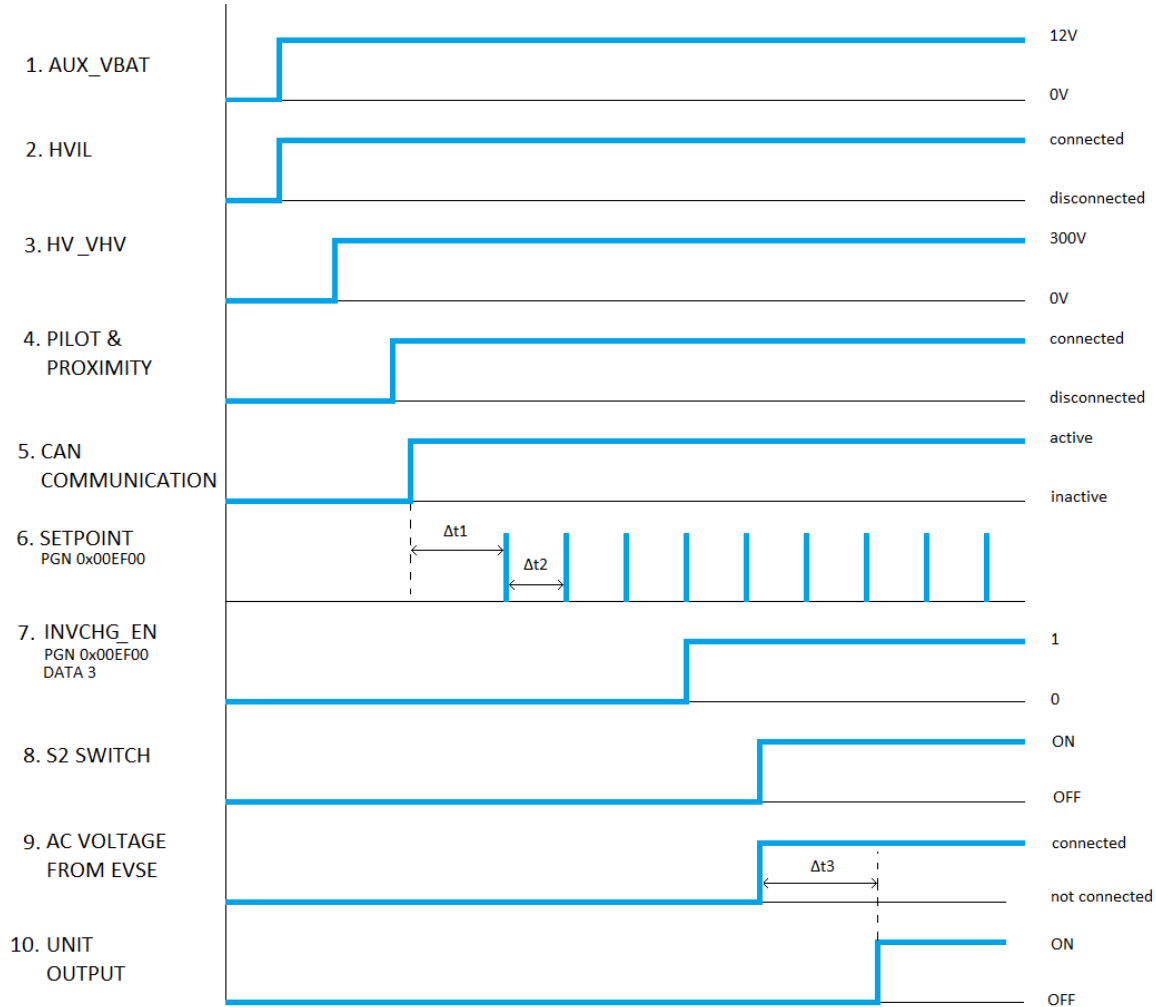 1. AUX_VBAT
12V
0V
2. HVIL
connected
disconnected
3. HV_VHV
300V
0V
4. PILOT &
PROXIMITY
connected
disconnected
5. CAN
COMMUNICATION
active
inactive
6. SETPOINT
PGN 0x00EF00
Δt1
Δt2
7. INVCHG_EN
PGN 0x00EF00
DATA 3
1
0
8. S2 SWITCH
ON
OFF
9. AC VOLTAGE
FROM EVSE
connected
Δt3
not connected
10. UNIT
OUTPUT
ON
OFF